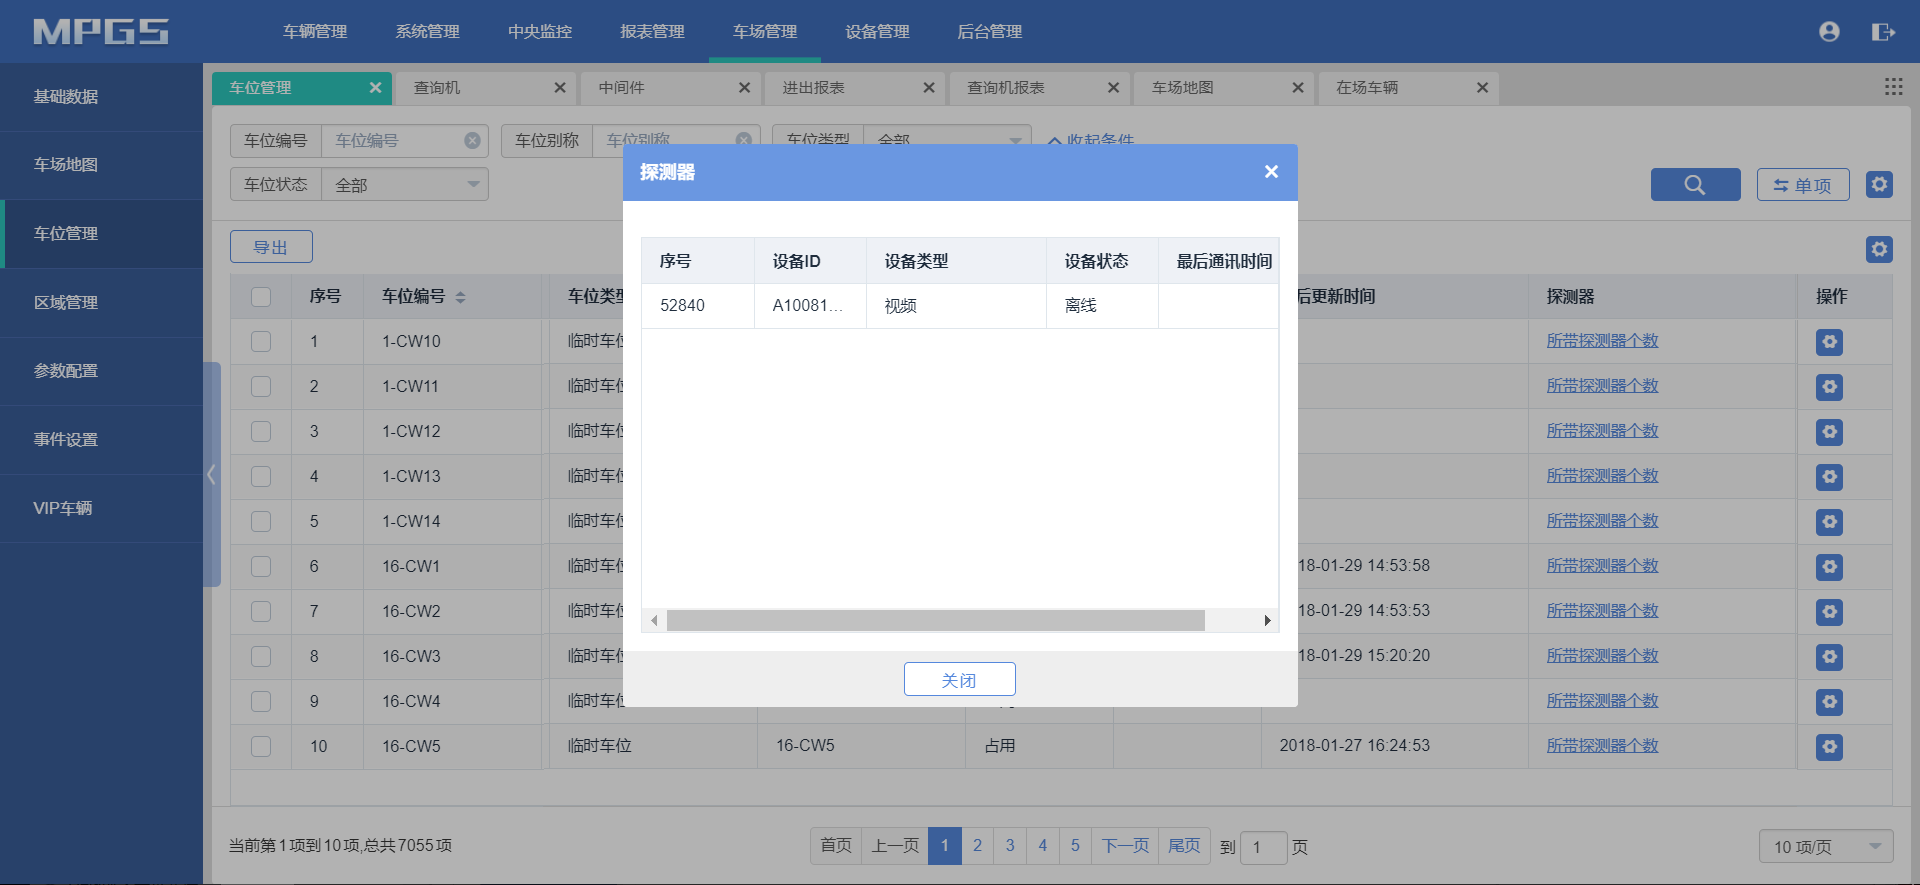 MPGS 车辆管理 系统管理 中央监控 报表管理 车场管理 设备管理 后台管理
基础数据
车场地图
车位管理
区域管理
参数配置
事件设置
VIP车辆
车位管理 查询机 中间件 进出报表 查询机报表 车场地图 在场车辆
车位编号 车位编号 车位别称 车位别称 车位类型 全部 收起条件
车位状态 全部 单项
导出
序号 车位编号 车位类型 后更新时间 探测器 操作
1 1-CW10 临时车位 所带探测器个数
2 1-CW11 临时车位 所带探测器个数
3 1-CW12 临时车位 所带探测器个数
4 1-CW13 临时车位 所带探测器个数
5 1-CW14 临时车位 所带探测器个数
6 16-CW1 临时车位 18-01-29 14:53:58 所带探测器个数
7 16-CW2 临时车位 18-01-29 14:53:53 所带探测器个数
8 16-CW3 临时车位 18-01-29 15:20:20 所带探测器个数
9 16-CW4 临时车位 所带探测器个数
10 16-CW5 临时车位 16-CW5 占用 2018-01-27 16:24:53 所带探测器个数
探测器
序号 设备ID 设备类型 设备状态 最后通讯时间
52840 A10081... 视频 离线
关闭
当前第1项到10项,总共7055项 首页 上一页 1 2 3 4 5 下一页 尾页 到 1 页 10 项/页